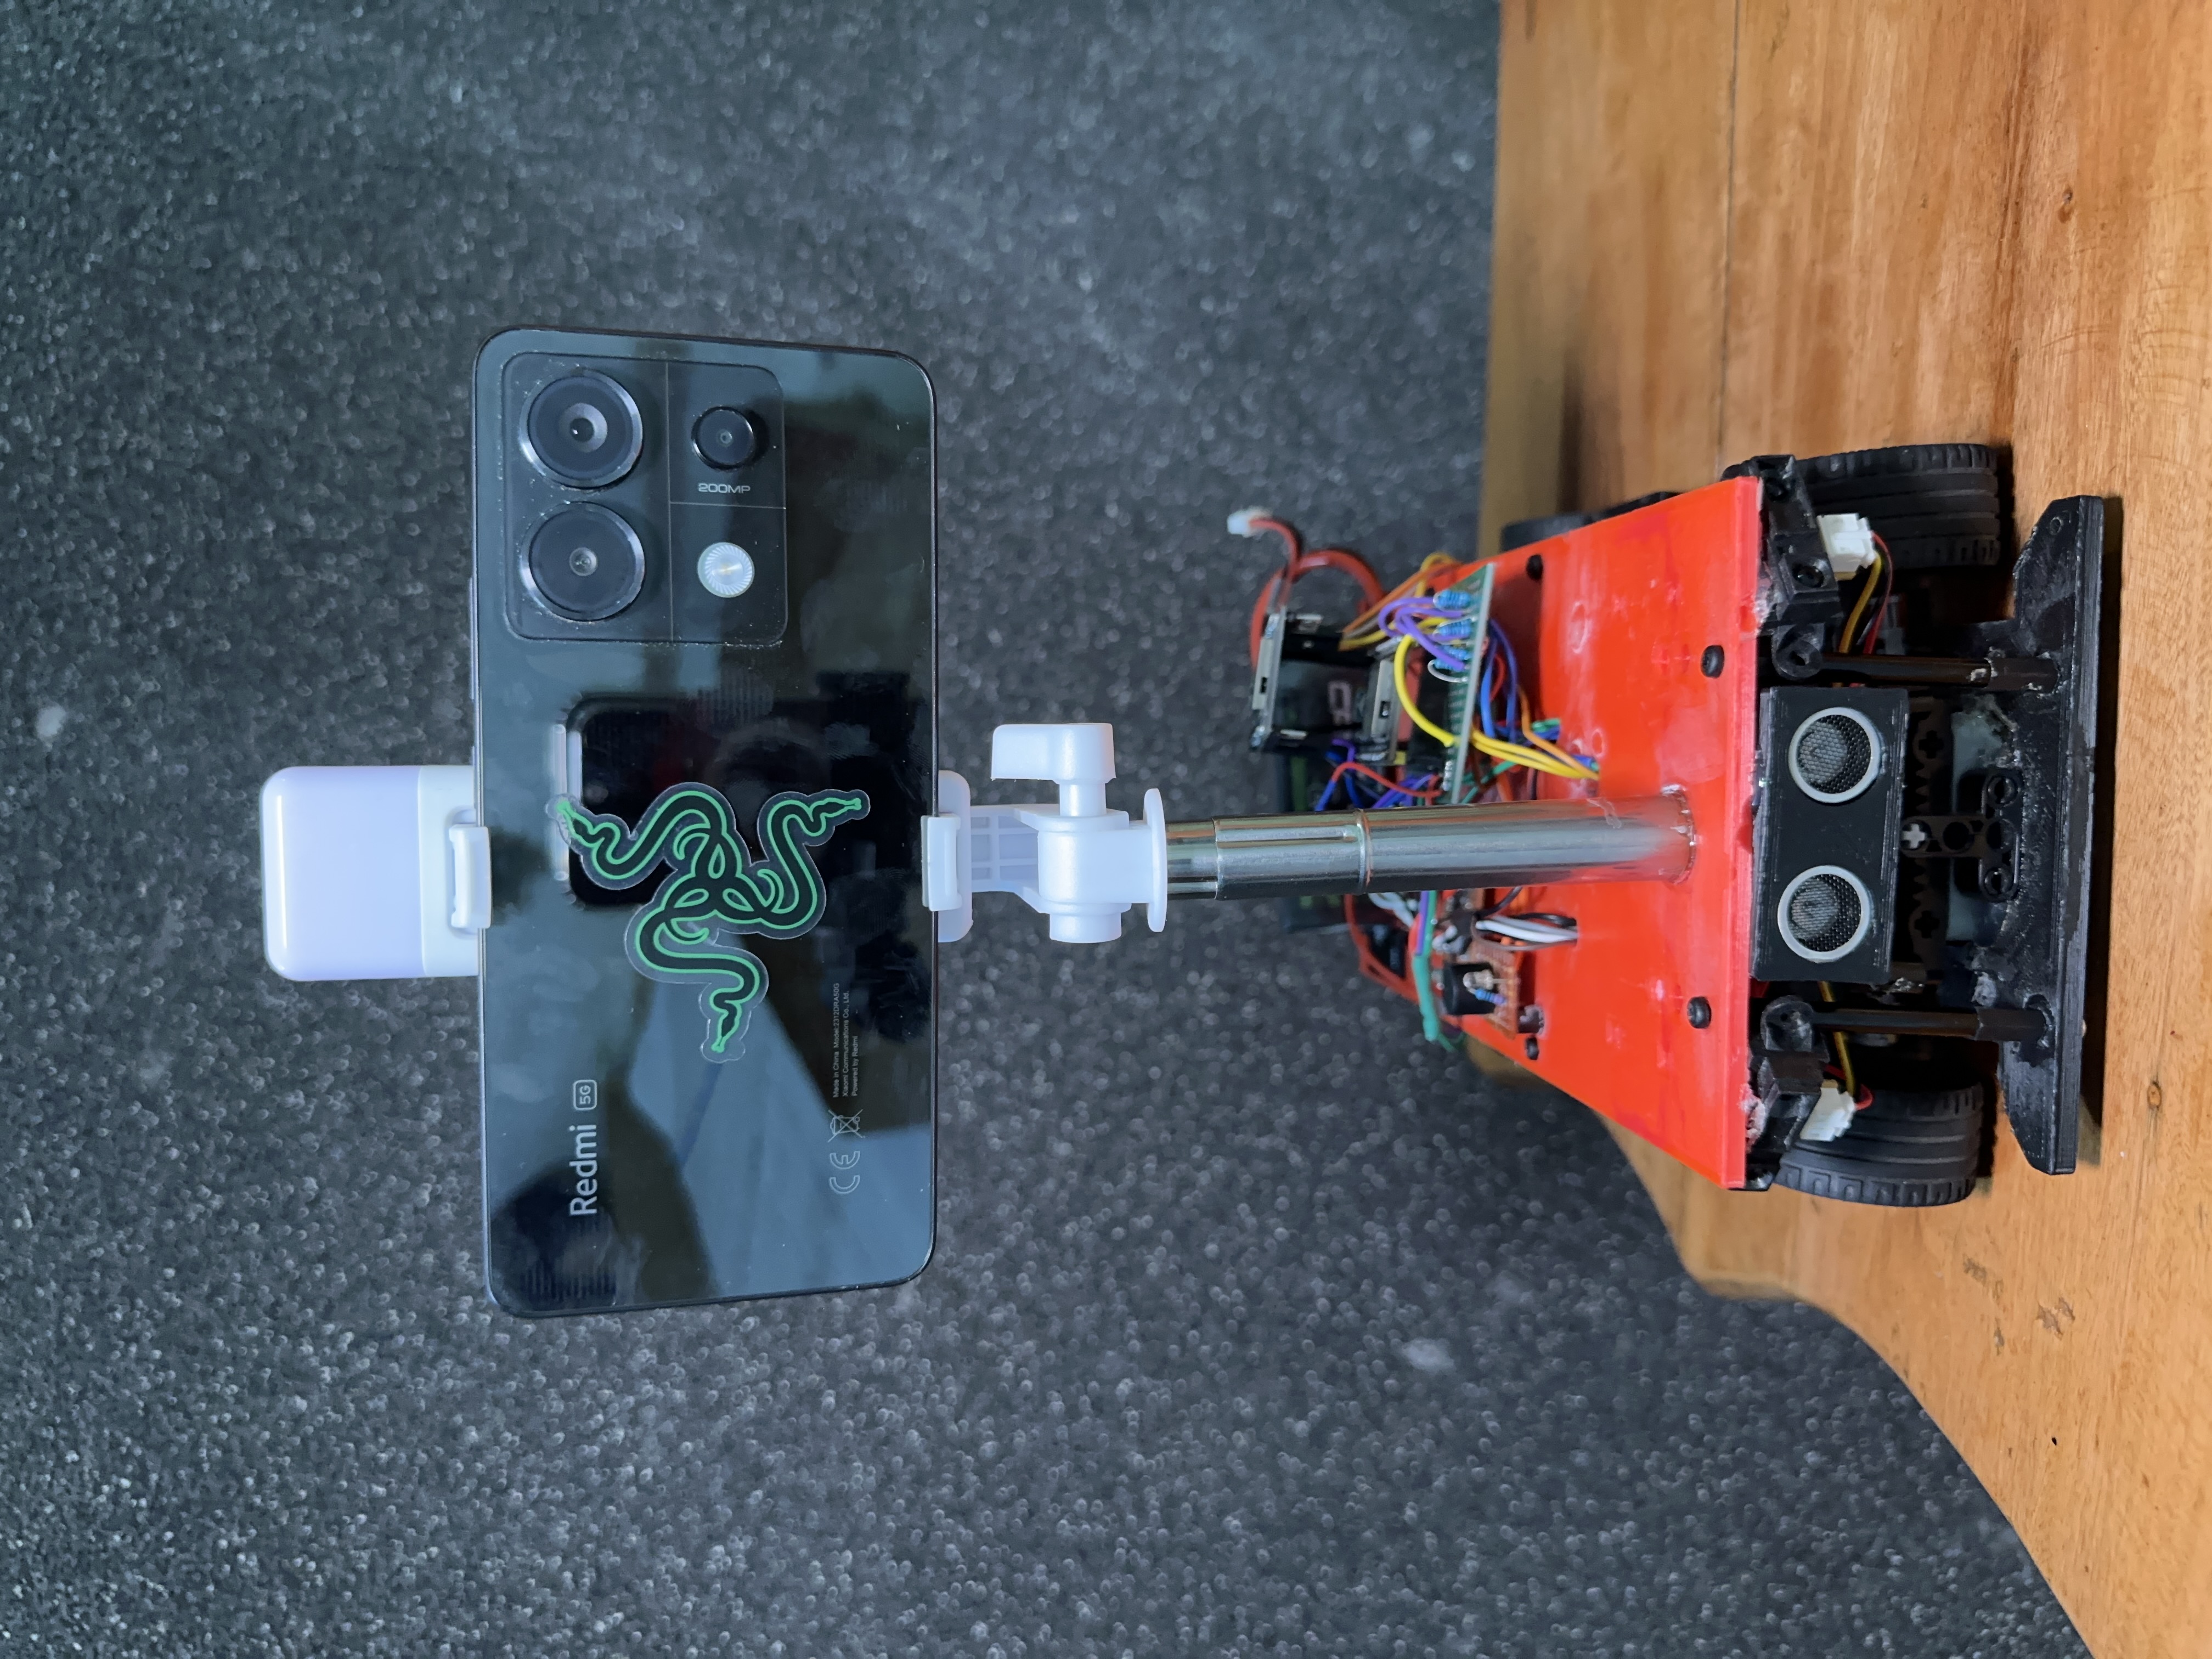 Redmi 5G
200MP
CE
Made in China Model:2312DRA50G
Xiaomi Communications Co., Ltd.
Powered by Redmi